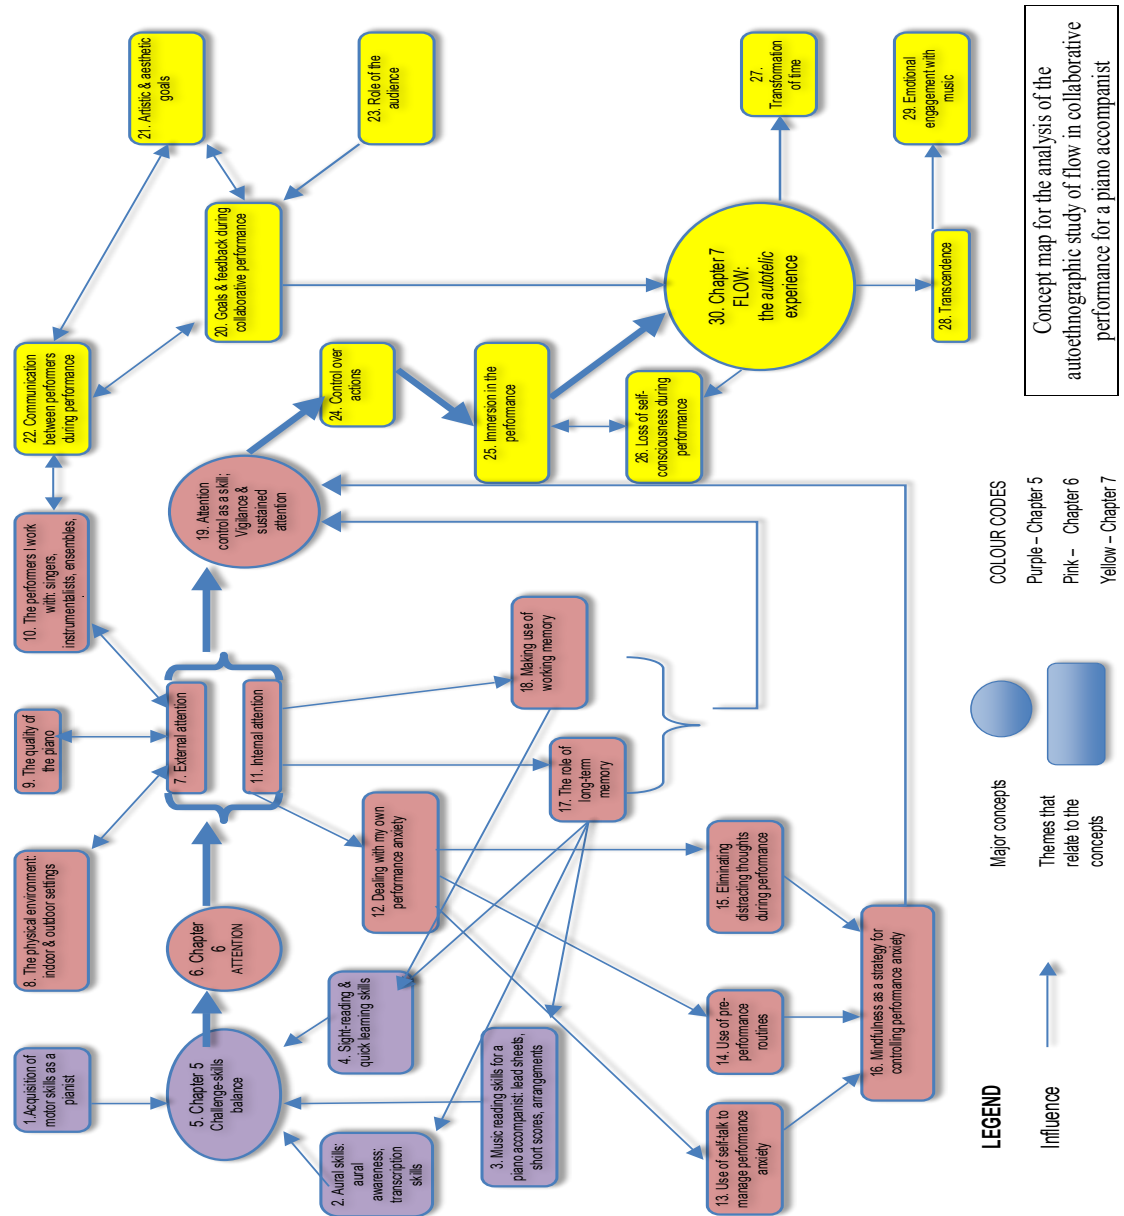 1.Acquisition of
motor skills as a
pianist
2. Aural skills:
aural
awareness;
transcription
skills
3. Music reading skills for a
piano accompanist: lead sheets,
short scores, arrangements
4. Sight-reading &
quick learning skills
5. Chapter 5
Challenge-skills
balance
6. Chapter
6
ATTENTION
7. External attention
8. The physical environment:
indoor & outdoor settings
9. The quality of
the piano
10. The performers I work
with: singers,
instrumentalists, ensembles,
11. Internal attention
12. Dealing with my own
performance anxiety
13. Use of self-talk to
manage performance
anxiety
14. Use of pre-
performance
routines
15. Eliminating
distracting thoughts
during performance
16. Mindfulness as a strategy for
controlling performance anxiety
17. The role of
long-term
memory
18. Making use of
working memory
19. Attention
control as a skill;
Vigilance &
sustained
attention
20. Goals & feedback during
collaborative performance
21. Artistic & aesthetic
goals
22. Communication
between performers
during performance
23. Role of the
audience
24. Control over
actions
25. Immersion in the
performance
26. Loss of self-
consciousness during
performance
27.
Transformation
of time
28. Transcendence
29. Emotional
engagement with
music
30. Chapter 7
FLOW:
the autotelic
experience
LEGEND
Influence
Major concepts
Themes that
relate to the
concepts
COLOUR CODES
Purple – Chapter 5
Pink – Chapter 6
Yellow – Chapter 7
Concept map for the analysis of the
autoethnographic study of flow in collaborative
performance for a piano accompanist